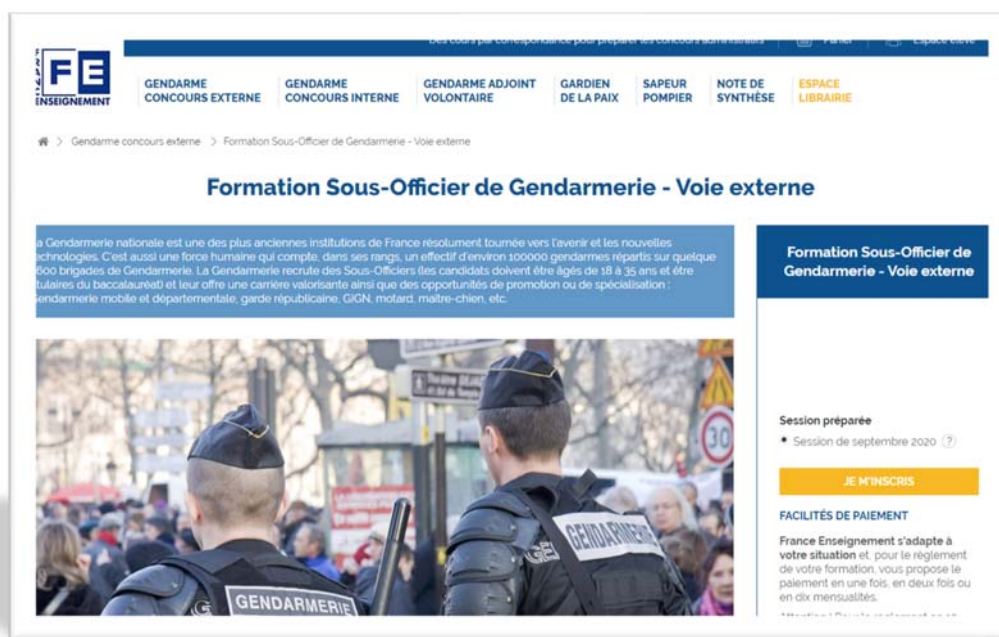 FE
ENSEIGNEMENT
Des cours par correspondance pour préparer les concours administratifs
Panier
Espace élève
GENDARME
CONCOURS EXTERNE
GENDARME
CONCOURS INTERNE
GENDARME ADJOINT
VOLONTAIRE
GARDIEN
DE LA PAIX
SAPEUR
POMPIER
NOTE DE
SYNTHÈSE
ESPACE
LIBRAIRIE
> Gendarme concours externe > Formation Sous-Officier de Gendarmerie - Voie externe
Formation Sous-Officier de Gendarmerie - Voie externe
a Gendarmerie nationale est une des plus anciennes institutions de France résolument tournée vers l'avenir et les nouvelles
echnologies. C'est aussi une force humaine qui compte, dans ses rangs, un effectif d'environ 100000 gendarmes répartis sur quelque
600 brigades de Gendarmerie. La Gendarmerie recrute des Sous-Officiers (les candidats doivent être âgés de 18 à 35 ans et être
tulaires du baccalauréat) et leur offre une carrière valorisante ainsi que des opportunités de promotion ou de spécialisation :
endarmerie mobile et départementale, garde républicaine, GIGN, motard, maître-chien, etc.
30
GENDARMERIE
GENDARMERIE
Formation Sous-Officier de
Gendarmerie - Voie externe
Session préparée
• Session de septembre 2020 ?
JE M'INSCRIS
FACILITÉS DE PAIEMENT
France Enseignement s'adapte à
votre situation et, pour le règlement
de votre formation, vous propose le
paiement en une fois, en deux fois ou
en dix mensualités.